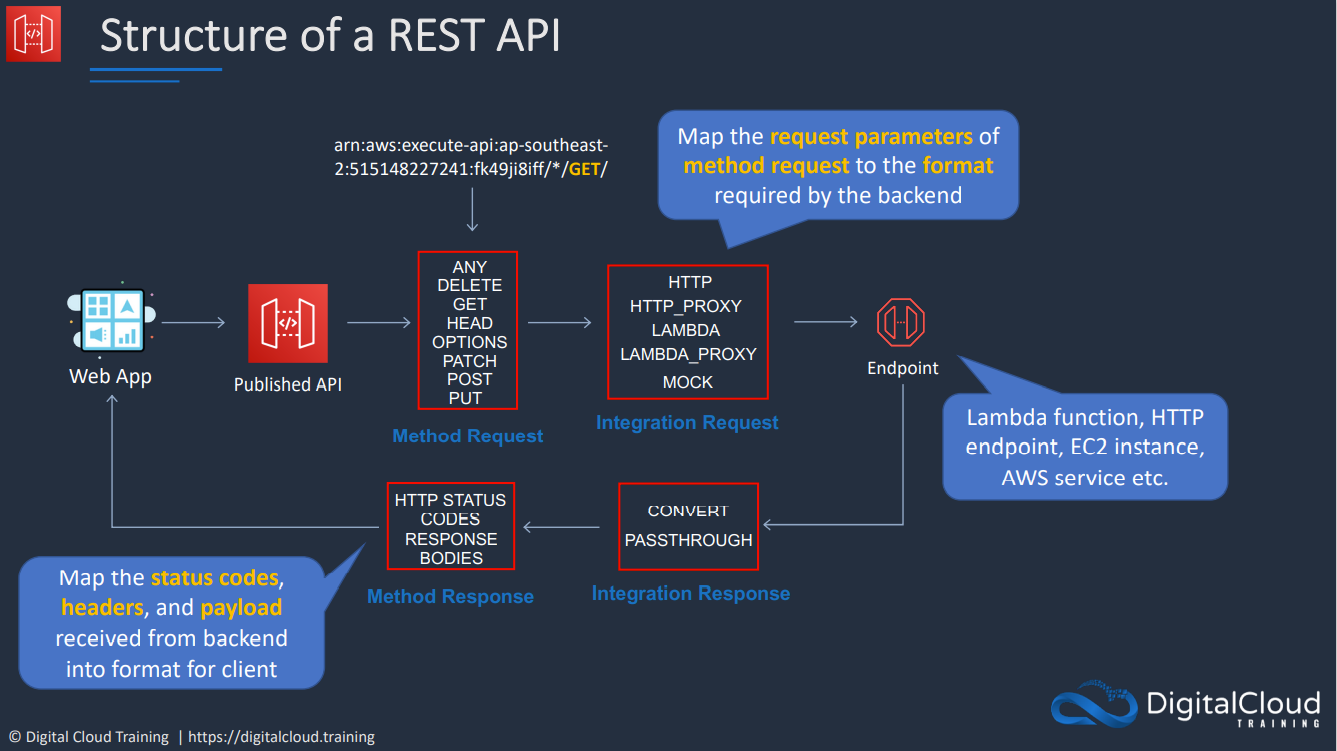 Structure of a REST API
arn:aws:execute-api:ap-southeast-
2:515148227241:fk49ji8iff/*/GET/
Map the request parameters of
method request to the format
required by the backend
Web App
Published API
ANY
DELETE
GET
HEAD
OPTIONS
PATCH
POST
PUT
Method Request
HTTP
HTTP_PROXY
LAMBDA
LAMBDA_PROXY
MOCK
Integration Request
Endpoint
Lambda function, HTTP
endpoint, EC2 instance,
AWS service etc.
HTTP STATUS
CODES
RESPONSE
BODIES
Method Response
CONVERT
PASSTHROUGH
Integration Response
Map the status codes,
headers, and payload
received from backend
into format for client
DigitalCloud
TRAINING
© Digital Cloud Training | https://digitalcloud.training